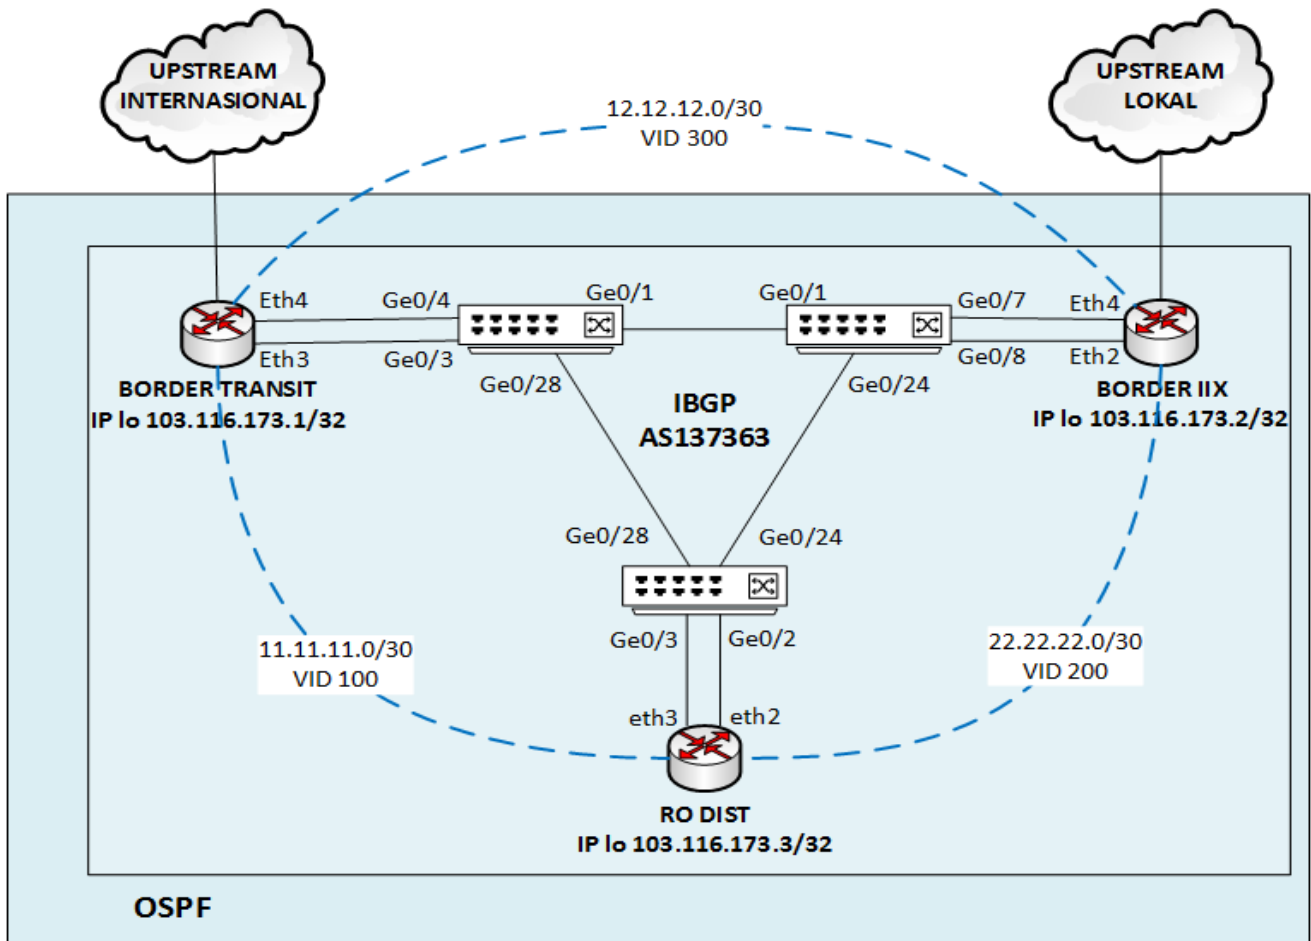 UPSTREAM
INTERNASIONAL
UPSTREAM
LOKAL
12.12.12.0/30
VID 300
Eth4
Ge0/4
Ge0/1
Ge0/1
Ge0/7
Eth4
Eth3
Ge0/3
Ge0/8
Eth2
Ge0/28
Ge0/24
BORDER TRANSIT
IP lo 103.116.173.1/32
IBGP
AS137363
BORDER IIX
IP lo 103.116.173.2/32
Ge0/28
Ge0/24
Ge0/3
Ge0/2
11.11.11.0/30
VID 100
22.22.22.0/30
VID 200
eth3
eth2
RO DIST
IP lo 103.116.173.3/32
OSPF